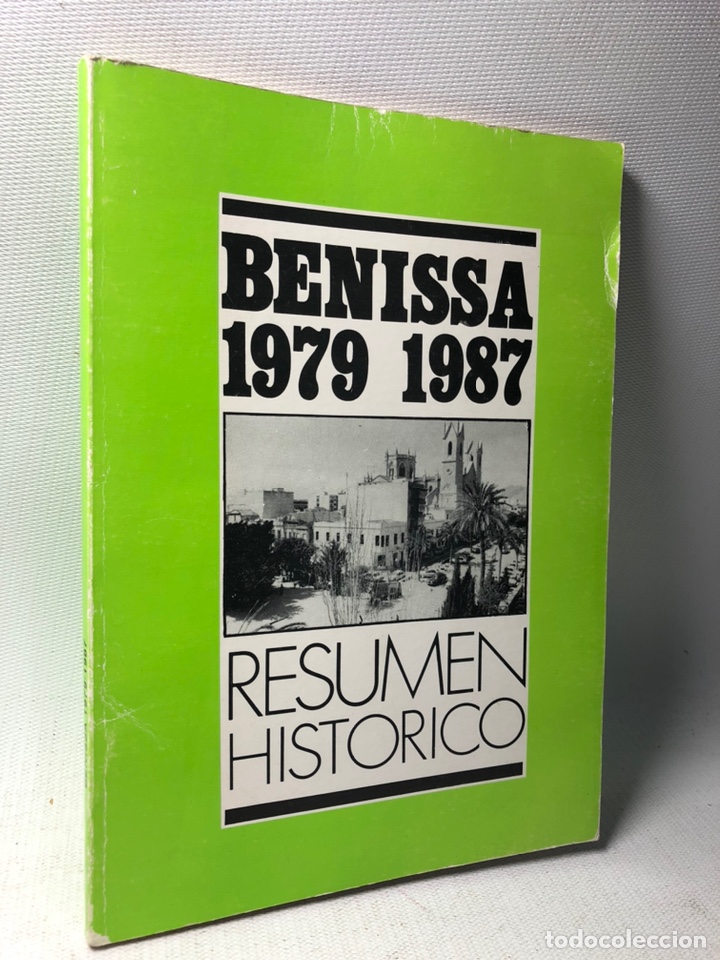 BENISSA
1979 1987
RESUMEN
HISTORICO
todocoleccion